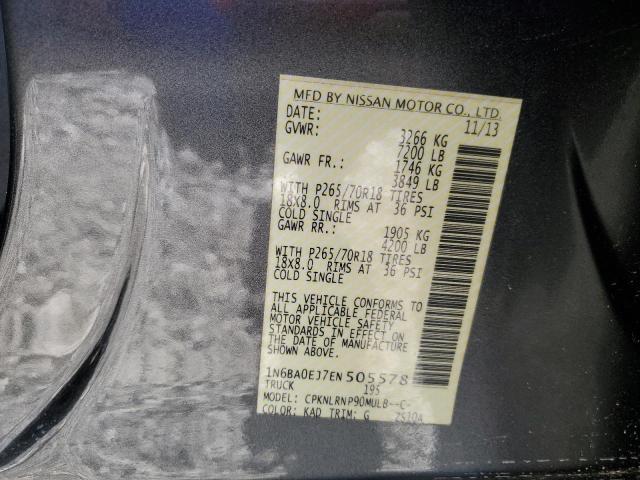 MFD BY NISSAN MOTOR CO., LTD.
DATE: 11/13
GVWR: 3266 KG
7200 LB
GAWR FR.: 1746 KG
3849 LB
WITH P265/70R18 TIRES
18X8.0 RIMS AT 36 PSI
COLD SINGLE
GAWR RR.: 1905 KG
4200 LB
WITH P265/70R18 TIRES
18X8.0 RIMS AT 36 PSI
COLD SINGLE
THIS VEHICLE CONFORMS TO
ALL APPLICABLE FEDERAL
MOTOR VEHICLE SAFETY
STANDARDS IN EFFECT ON
THE DATE OF MANUFACTURE
SHOWN ABOVE.
1N6BA0EJ7EN505578
TRUCK 195
MODEL: CPKNLRNP90MULB--C-
COLOR: KAD TRIM: G ZSJOA